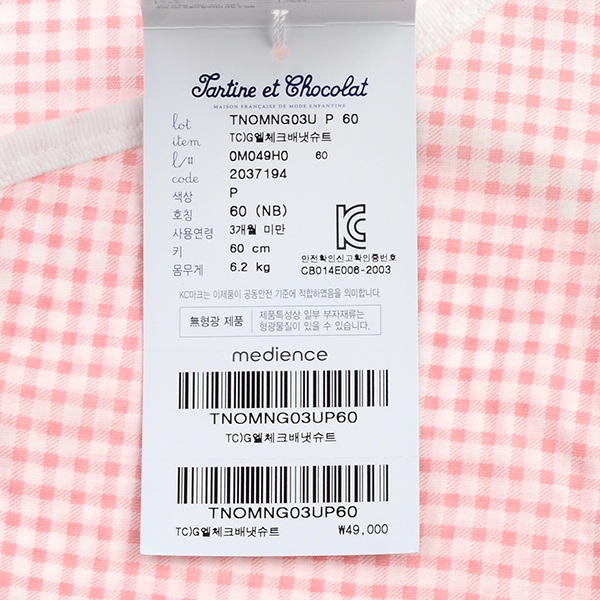 Tartine et Chocolat
MAISON FRANÇAISE DE MODE ENFANTINE
lot TNOMNG03U P 60
item TC)G엘체크배냇슈트
l/# 0M049H0 60
code 2037194
색상 P
호칭 60 (NB)
사용연령 3개월 미만
키 60 cm
몸무게 6.2 kg
안전확인신고확인증번호
CB014E006-2003
KC마크는 이제품이 공통안전 기준에 적합하였음을 의미합니다.
無형광 제품
제품특성상 일부 부자재류는
형광물질이 있을 수 있습니다.
medience
TNOMNG03UP60
TC)G엘체크배냇슈트
TNOMNG03UP60
TC)G엘체크배냇슈트 ₩49,000